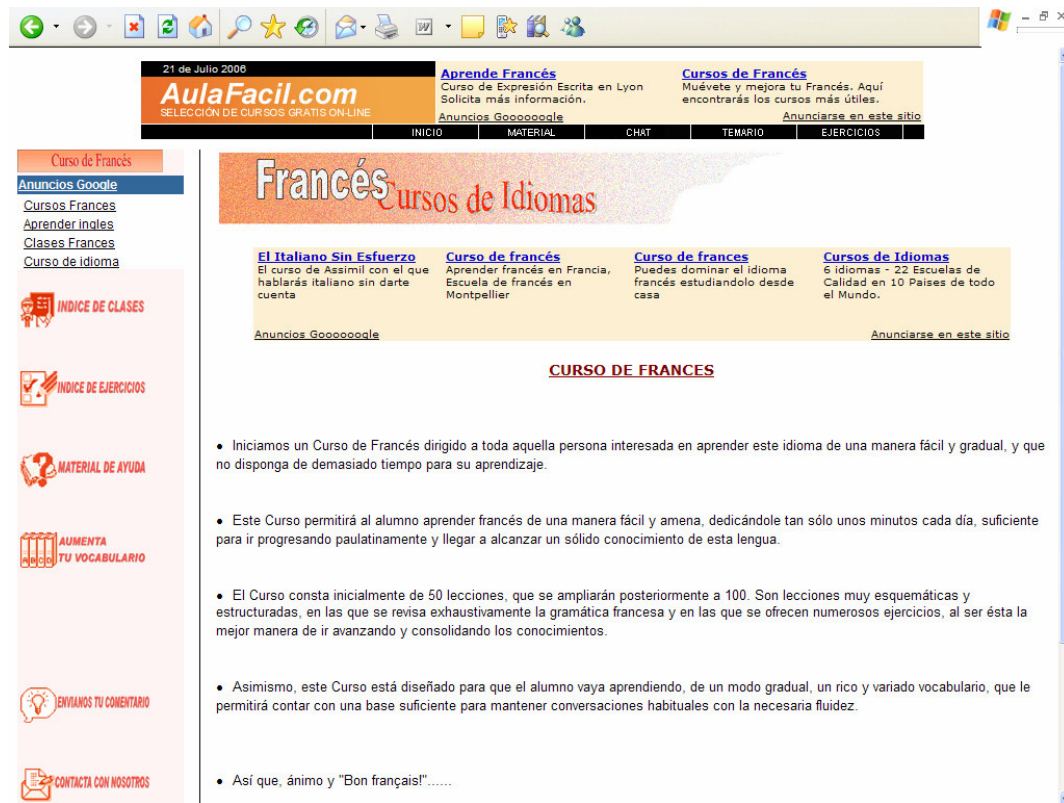 21 de Julio 2006
AulaFacil.com
SELECCIÓN DE CURSOS GRATIS ON-LINE
Aprende Francés
Curso de Expresión Escrita en Lyon
Solicita más información.
Anuncios Goooooogle
Cursos de Francés
Muévete y mejora tu Francés. Aquí
encontrarás los cursos más útiles.
Anunciarse en este sitio
INICIO MATERIAL CHAT TEMARIO EJERCICIOS
Curso de Francés
Anuncios Google
Cursos Frances
Aprender ingles
Clases Frances
Curso de idioma
INDICE DE CLASES
INDICE DE EJERCICIOS
MATERIAL DE AYUDA
A B C D
AUMENTA
TU VOCABULARIO
ENVIANOS TU COMENTARIO
CONTACTA CON NOSOTROS
Francés
Cursos de Idiomas
El Italiano Sin Esfuerzo
El curso de Assimil con el que
hablarás italiano sin darte
cuenta
Curso de francés
Aprender francés en Francia,
Escuela de francés en
Montpellier
Curso de frances
Puedes dominar el idioma
francés estudiandolo desde
casa
Cursos de Idiomas
6 idiomas - 22 Escuelas de
Calidad en 10 Paises de todo
el Mundo.
Anuncios Goooooogle
Anunciarse en este sitio
CURSO DE FRANCES
• Iniciamos un Curso de Francés dirigido a toda aquella persona interesada en aprender este idioma de una manera fácil y gradual, y que
no disponga de demasiado tiempo para su aprendizaje.
• Este Curso permitirá al alumno aprender francés de una manera fácil y amena, dedicándole tan sólo unos minutos cada día, suficiente
para ir progresando paulatinamente y llegar a alcanzar un sólido conocimiento de esta lengua.
• El Curso consta inicialmente de 50 lecciones, que se ampliarán posteriormente a 100. Son lecciones muy esquemáticas y
estructuradas, en las que se revisa exhaustivamente la gramática francesa y en las que se ofrecen numerosos ejercicios, al ser ésta la
mejor manera de ir avanzando y consolidando los conocimientos.
• Asimismo, este Curso está diseñado para que el alumno vaya aprendiendo, de un modo gradual, un rico y variado vocabulario, que le
permitirá contar con una base suficiente para mantener conversaciones habituales con la necesaria fluidez.
• Así que, ánimo y "Bon français!"......